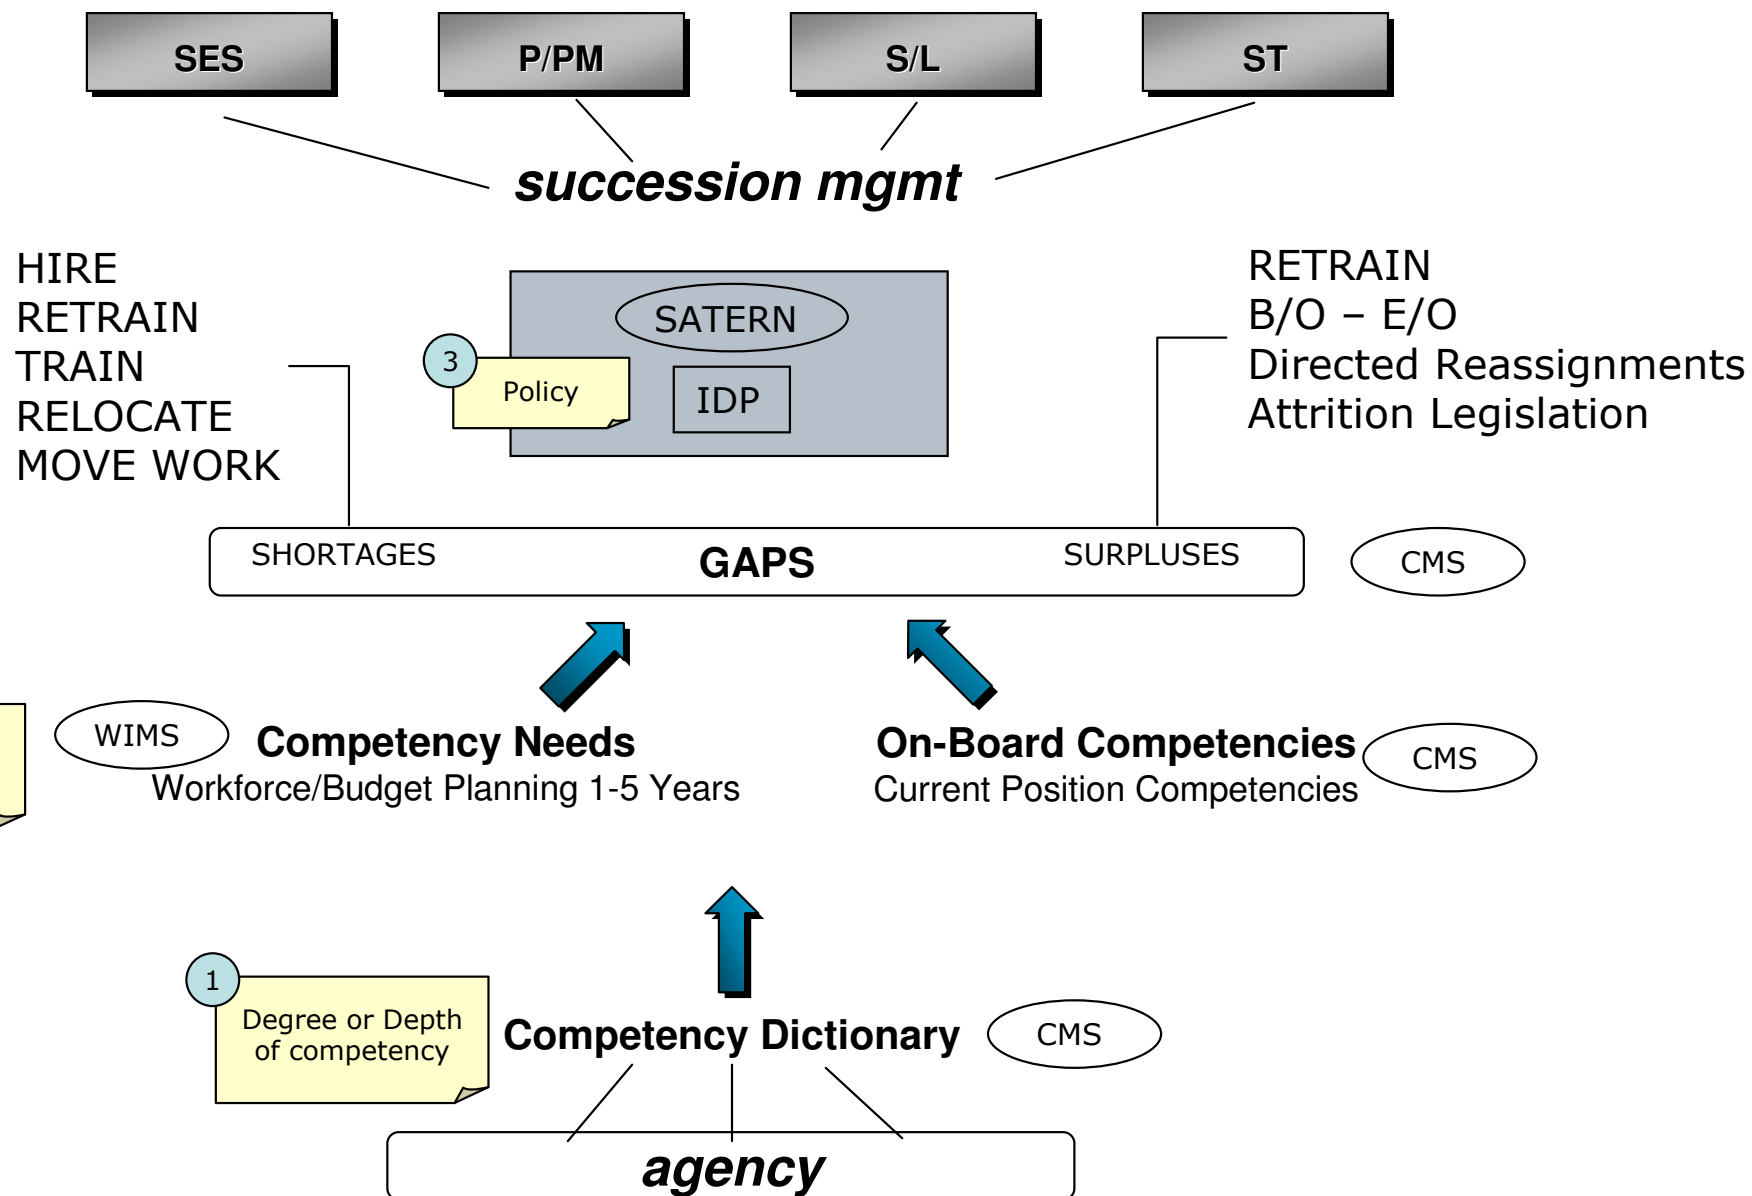 SES
P/PM
S/L
ST
succession mgmt
HIRE
RETRAIN
TRAIN
RELOCATE
MOVE WORK
SATERN
3
Policy
IDP
RETRAIN
B/O – E/O
Directed Reassignments
Attrition Legislation
SHORTAGES
GAPS
SURPLUSES
CMS
WIMS
Competency Needs
Workforce/Budget Planning 1-5 Years
On-Board Competencies
Current Position Competencies
CMS
1
Degree or Depth
of competency
Competency Dictionary
CMS
agency